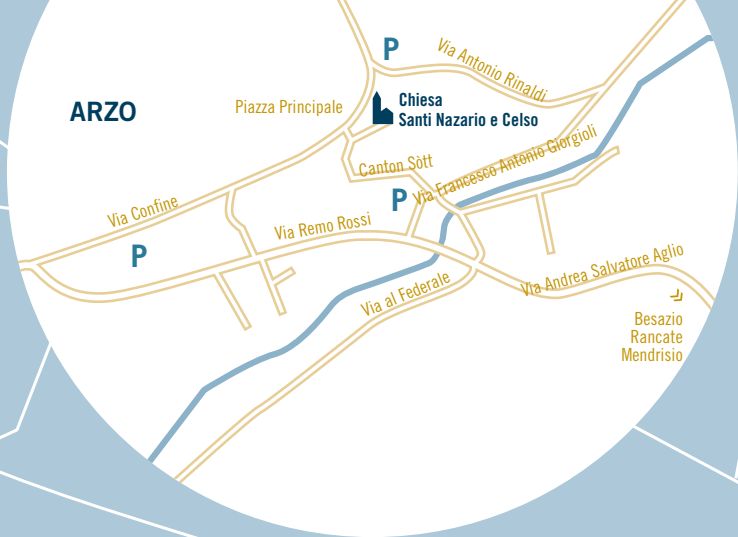 P
Via Antonio Rinaldi
ARZO
Piazza Principale
Chiesa
Santi Nazario e Celso
Canton Sòtt
Via Francesco Antonio Giorgioli
P
Via Confine
Via Remo Rossi
P
Via al Federale
Via Andrea Salvatore Aglio
Besazio
Rancate
Mendrisio